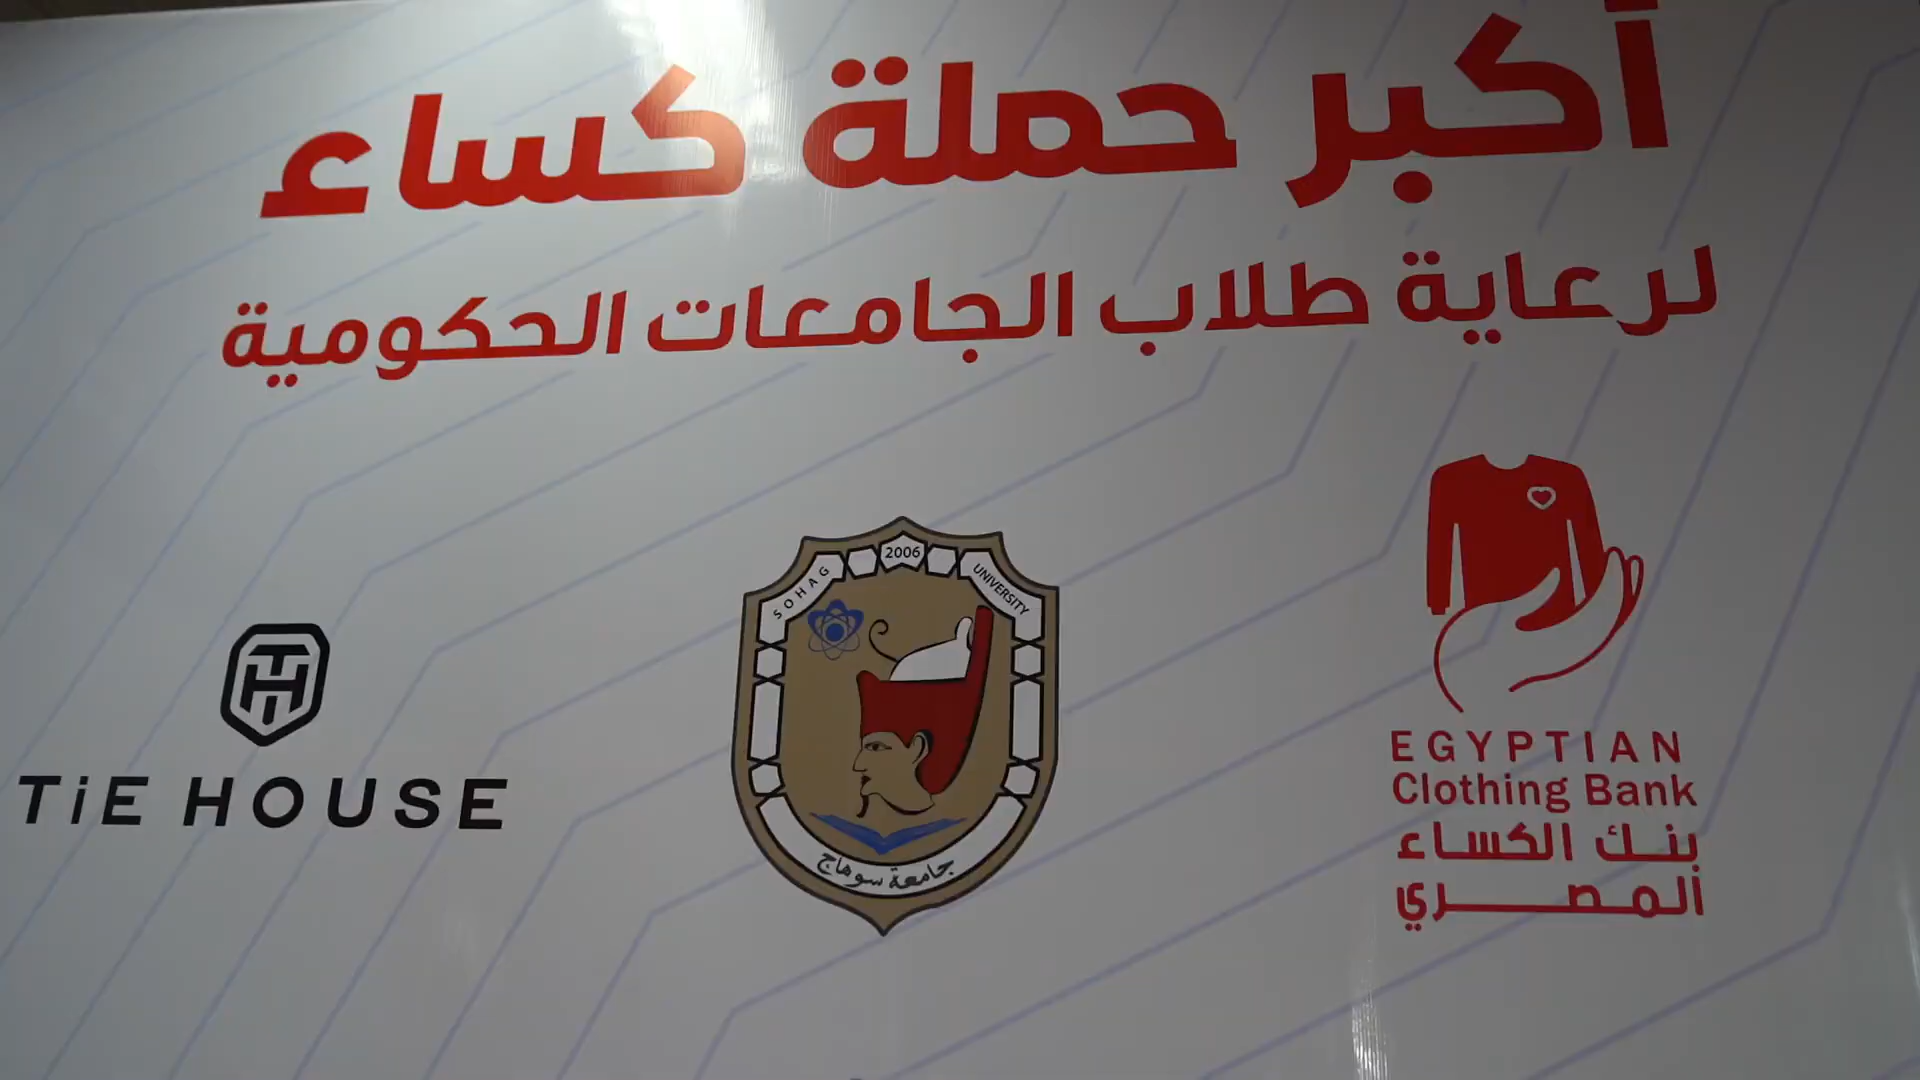 أكبر حملة كساء
لرعاية طلاب الجامعات الحكومية
TH
TiE HOUSE
2006
SOHAG
UNIVERSITY
جامعة سوهاج
EGYPTIAN
Clothing Bank
بنك الكساء
المصري